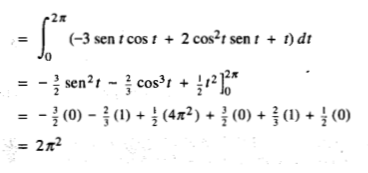 = ∫₀^{2π} (-3 sen t cos t + 2 cos²t sen t + t) dt
= - 3/2 sen²t - 2/3 cos³t + 1/2 t² ]₀^{2π}
= - 3/2 (0) - 2/3 (1) + 1/2 (4π²) + 3/2 (0) + 2/3 (1) + 1/2 (0)
= 2π²